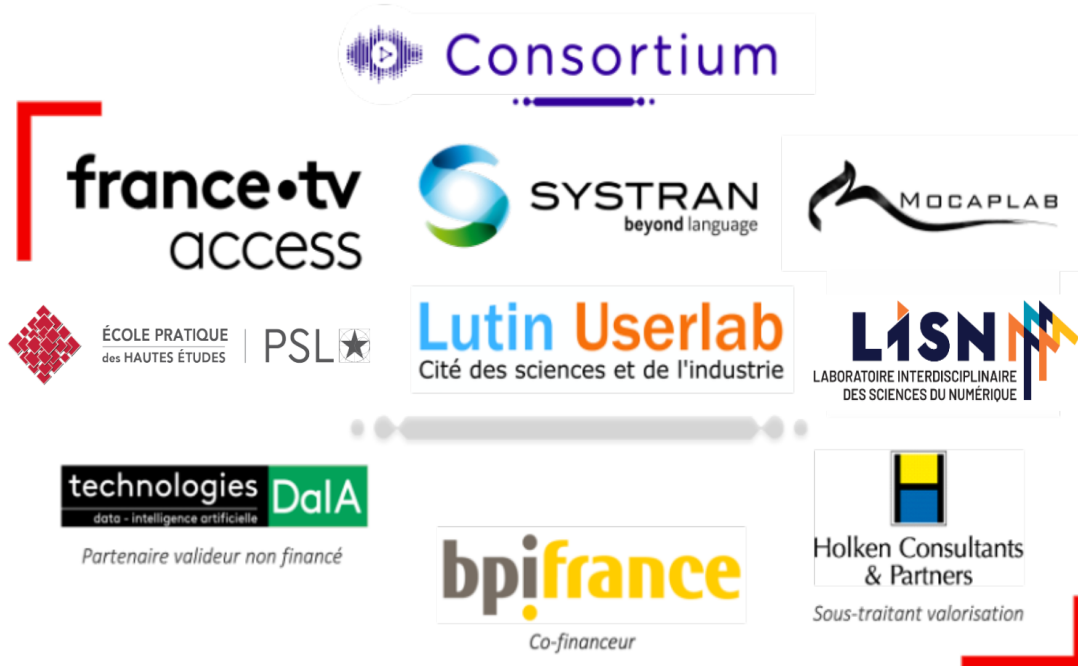 Consortium
france•tv
access
SYSTRAN
beyond language
MOCAPLAB
ÉCOLE PRATIQUE
des HAUTES ÉTUDES
PSL
Lutin Userlab
Cité des sciences et de l'industrie
LISN
LABORATOIRE INTERDISCIPLINAIRE
DES SCIENCES DU NUMÉRIQUE
technologies
data - intelligence artificielle
DaIA
Partenaire valideur non financé
bpifrance
Co-financeur
Holken Consultants
& Partners
Sous-traitant valorisation